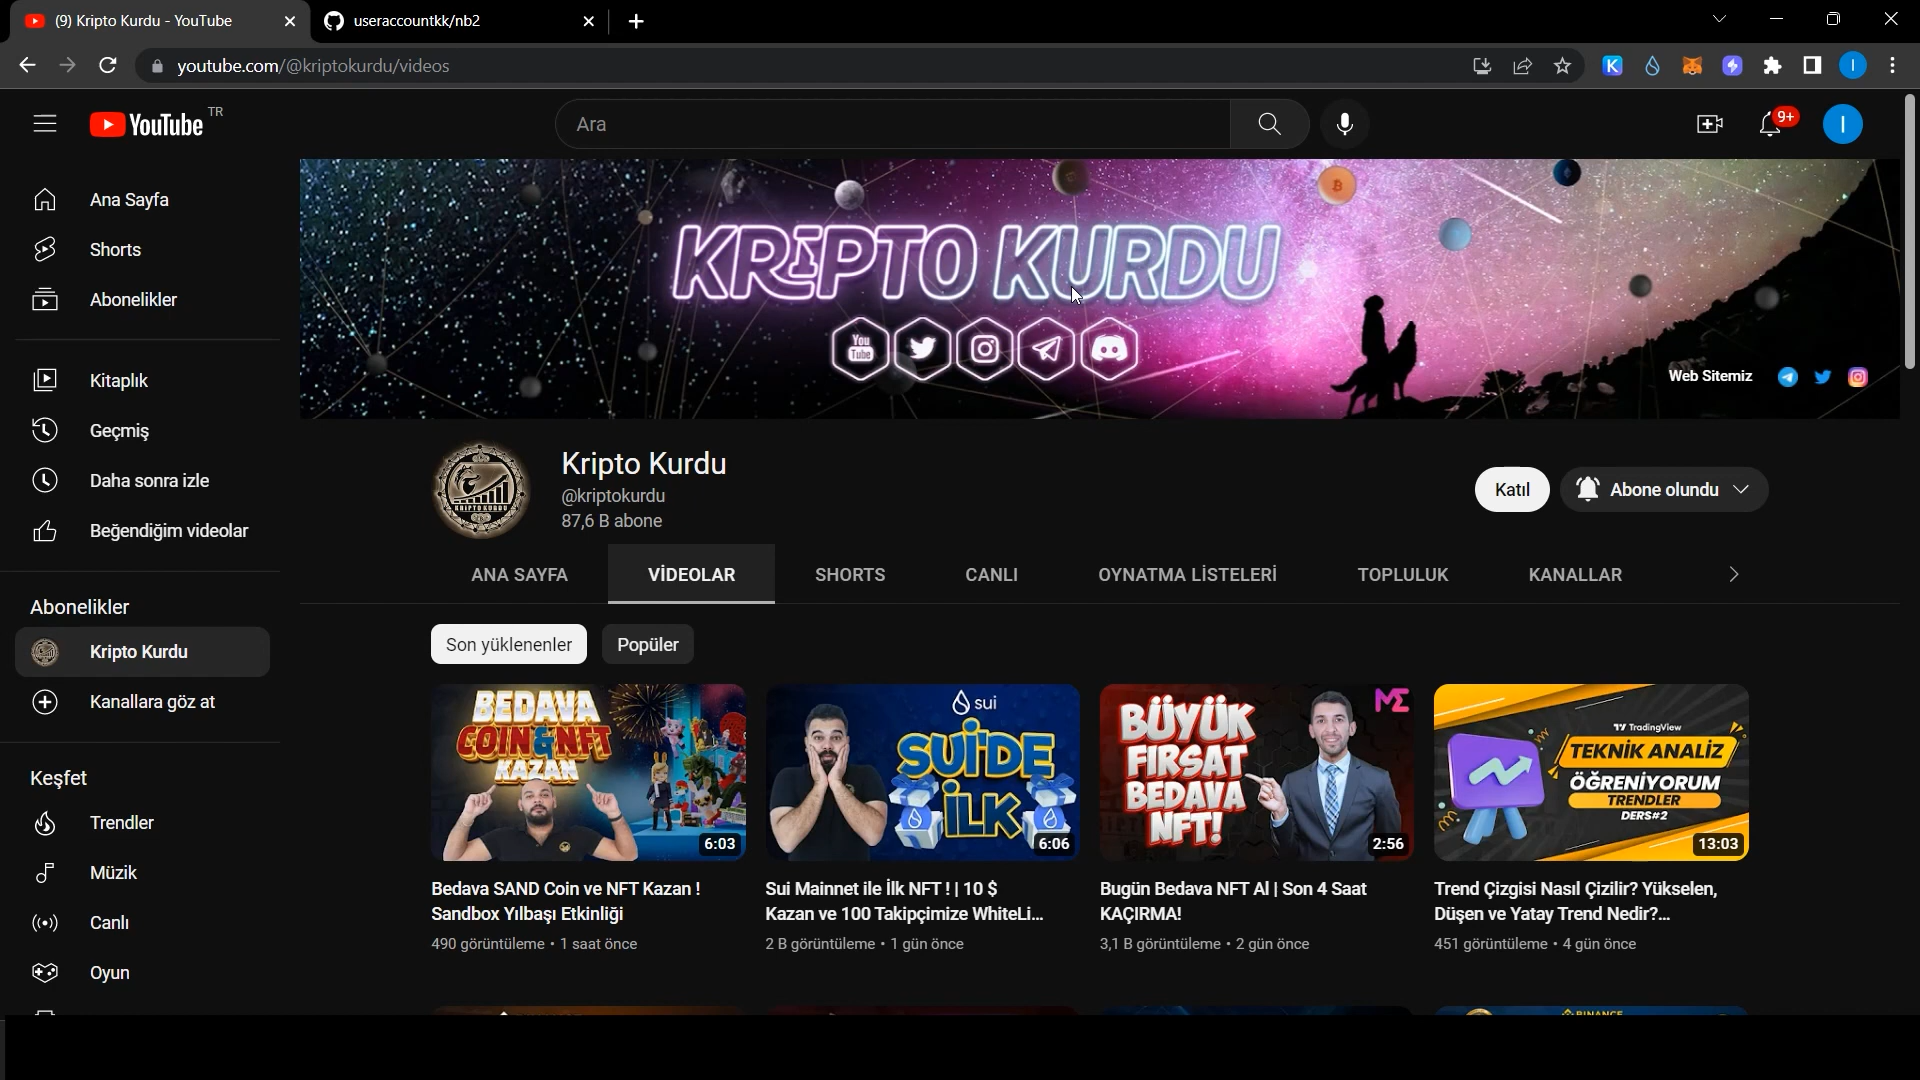 (9) Kripto Kurdu - YouTube
useraccountkk/nb2
youtube.com/@kriptokurdu/videos
K
I
YouTube TR
Ara
9+
I
Ana Sayfa
Shorts
Abonelikler
Kitaplık
Geçmiş
Daha sonra izle
Beğendiğim videolar
Abonelikler
Kripto Kurdu
Kanallara göz at
Keşfet
Trendler
Müzik
Canlı
Oyun
KRİPTO KURDU
You Tube
Web Sitemiz
KRIPTO KURDU
Kripto Kurdu
@kriptokurdu
87,6 B abone
Katıl
Abone olundu
ANA SAYFA
VİDEOLAR
SHORTS
CANLI
OYNATMA LİSTELERİ
TOPLULUK
KANALLAR
Son yüklenenler
Popüler
BEDAVA
COIN & NFT
KAZAN
6:03
Bedava SAND Coin ve NFT Kazan !
Sandbox Yılbaşı Etkinliği
490 görüntüleme • 1 saat önce
sui
SUI'DE
İLK
6:06
Sui Mainnet ile İlk NFT ! | 10 $
Kazan ve 100 Takipçimize WhiteLi...
2 B görüntüleme • 1 gün önce
BÜYÜK
FIRSAT
BEDAVA
NFT!
ME
2:56
Bugün Bedava NFT Al | Son 4 Saat
KAÇIRMA!
3,1 B görüntüleme • 2 gün önce
TradingView
TEKNİK ANALİZ
ÖĞRENİYORUM
TRENDLER
DERS#2
13:03
Trend Çizgisi Nasıl Çizilir? Yükselen,
Düşen ve Yatay Trend Nedir?...
451 görüntüleme • 4 gün önce
BINANCE